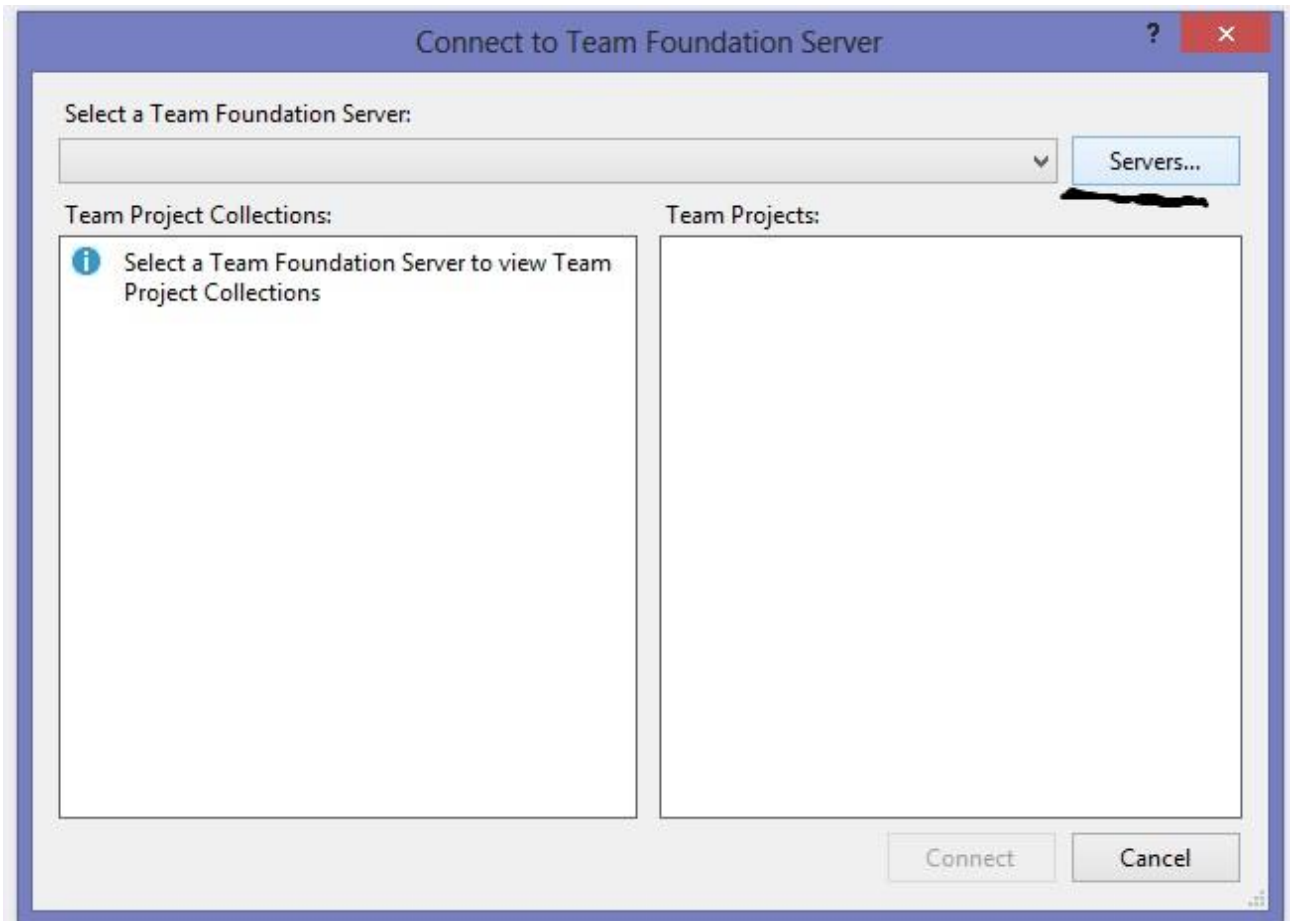 Connect to Team Foundation Server
?
Select a Team Foundation Server:
Servers...
Team Project Collections:
Team Projects:
Select a Team Foundation Server to view Team
Project Collections
Connect
Cancel